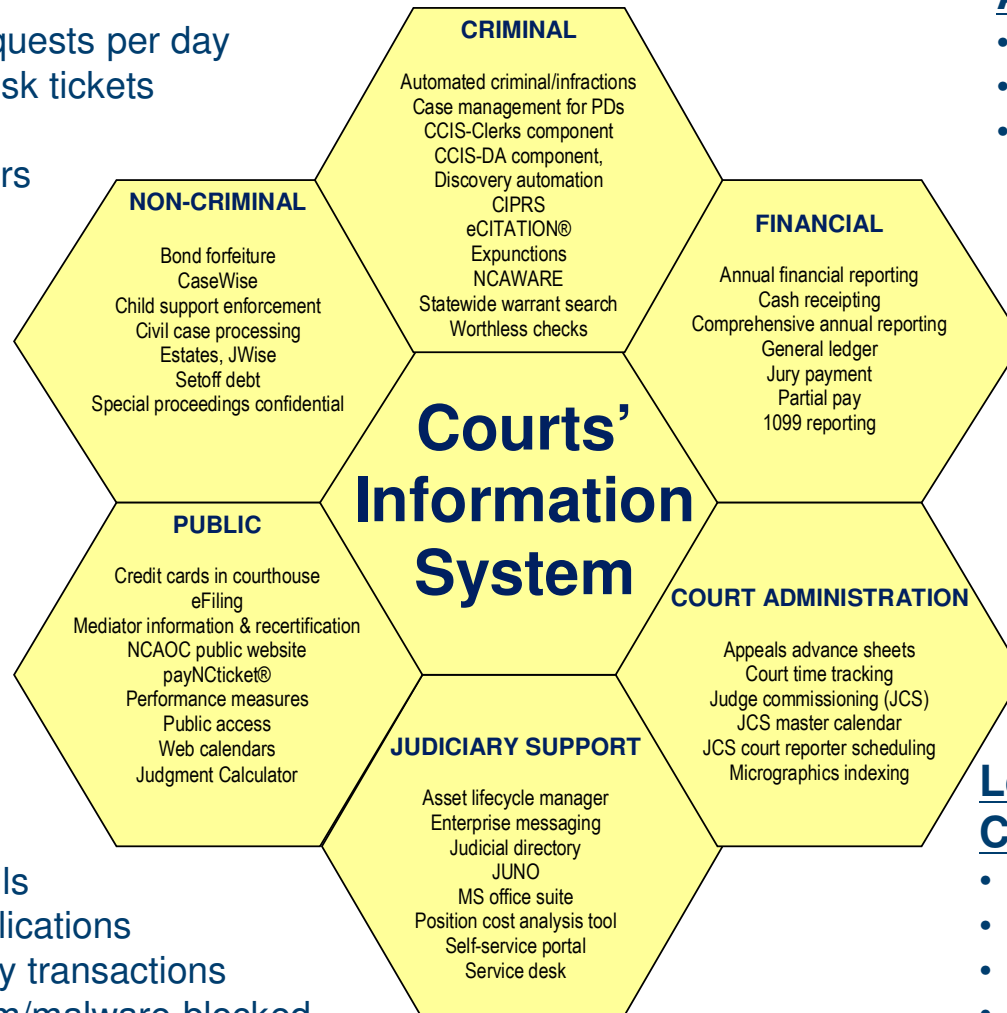 quests per day
sk tickets
rs
CRIMINAL
Automated criminal/infractions
Case management for PDs
CCIS-Clerks component
CCIS-DA component,
Discovery automation
CIPRS
eCITATION®
Expunctions
NCAWARE
Statewide warrant search
Worthless checks
NON-CRIMINAL
Bond forfeiture
CaseWise
Child support enforcement
Civil case processing
Estates, JWise
Setoff debt
Special proceedings confidential
FINANCIAL
Annual financial reporting
Cash receipting
Comprehensive annual reporting
General ledger
Jury payment
Partial pay
1099 reporting
Courts’
Information
System
PUBLIC
Credit cards in courthouse
eFiling
Mediator information & recertification
NCAOC public website
payNCticket®
Performance measures
Public access
Web calendars
Judgment Calculator
COURT ADMINISTRATION
Appeals advance sheets
Court time tracking
Judge commissioning (JCS)
JCS master calendar
JCS court reporter scheduling
Micrographics indexing
JUDICIARY SUPPORT
Asset lifecycle manager
Enterprise messaging
Judicial directory
JUNO
MS office suite
Position cost analysis tool
Self-service portal
Service desk
ls
lications
y transactions
m/malware blocked
L
C